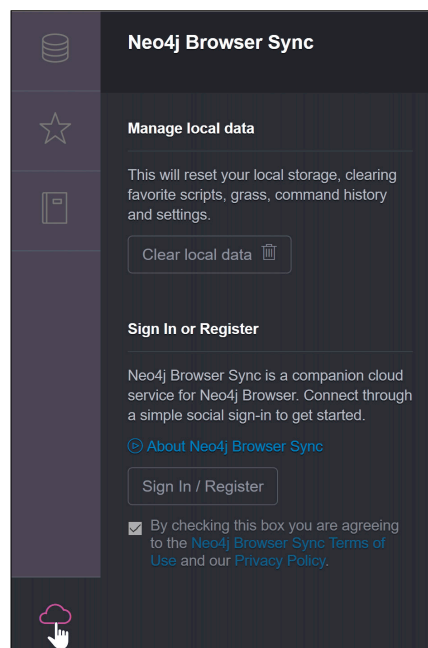 Neo4j Browser Sync
Manage local data
This will reset your local storage, clearing
favorite scripts, grass, command history
and settings.
Clear local data
Sign In or Register
Neo4j Browser Sync is a companion cloud
service for Neo4j Browser. Connect through
a simple social sign-in to get started.
About Neo4j Browser Sync
Sign In / Register
By checking this box you are agreeing
to the Neo4j Browser Sync Terms of
Use and our Privacy Policy.